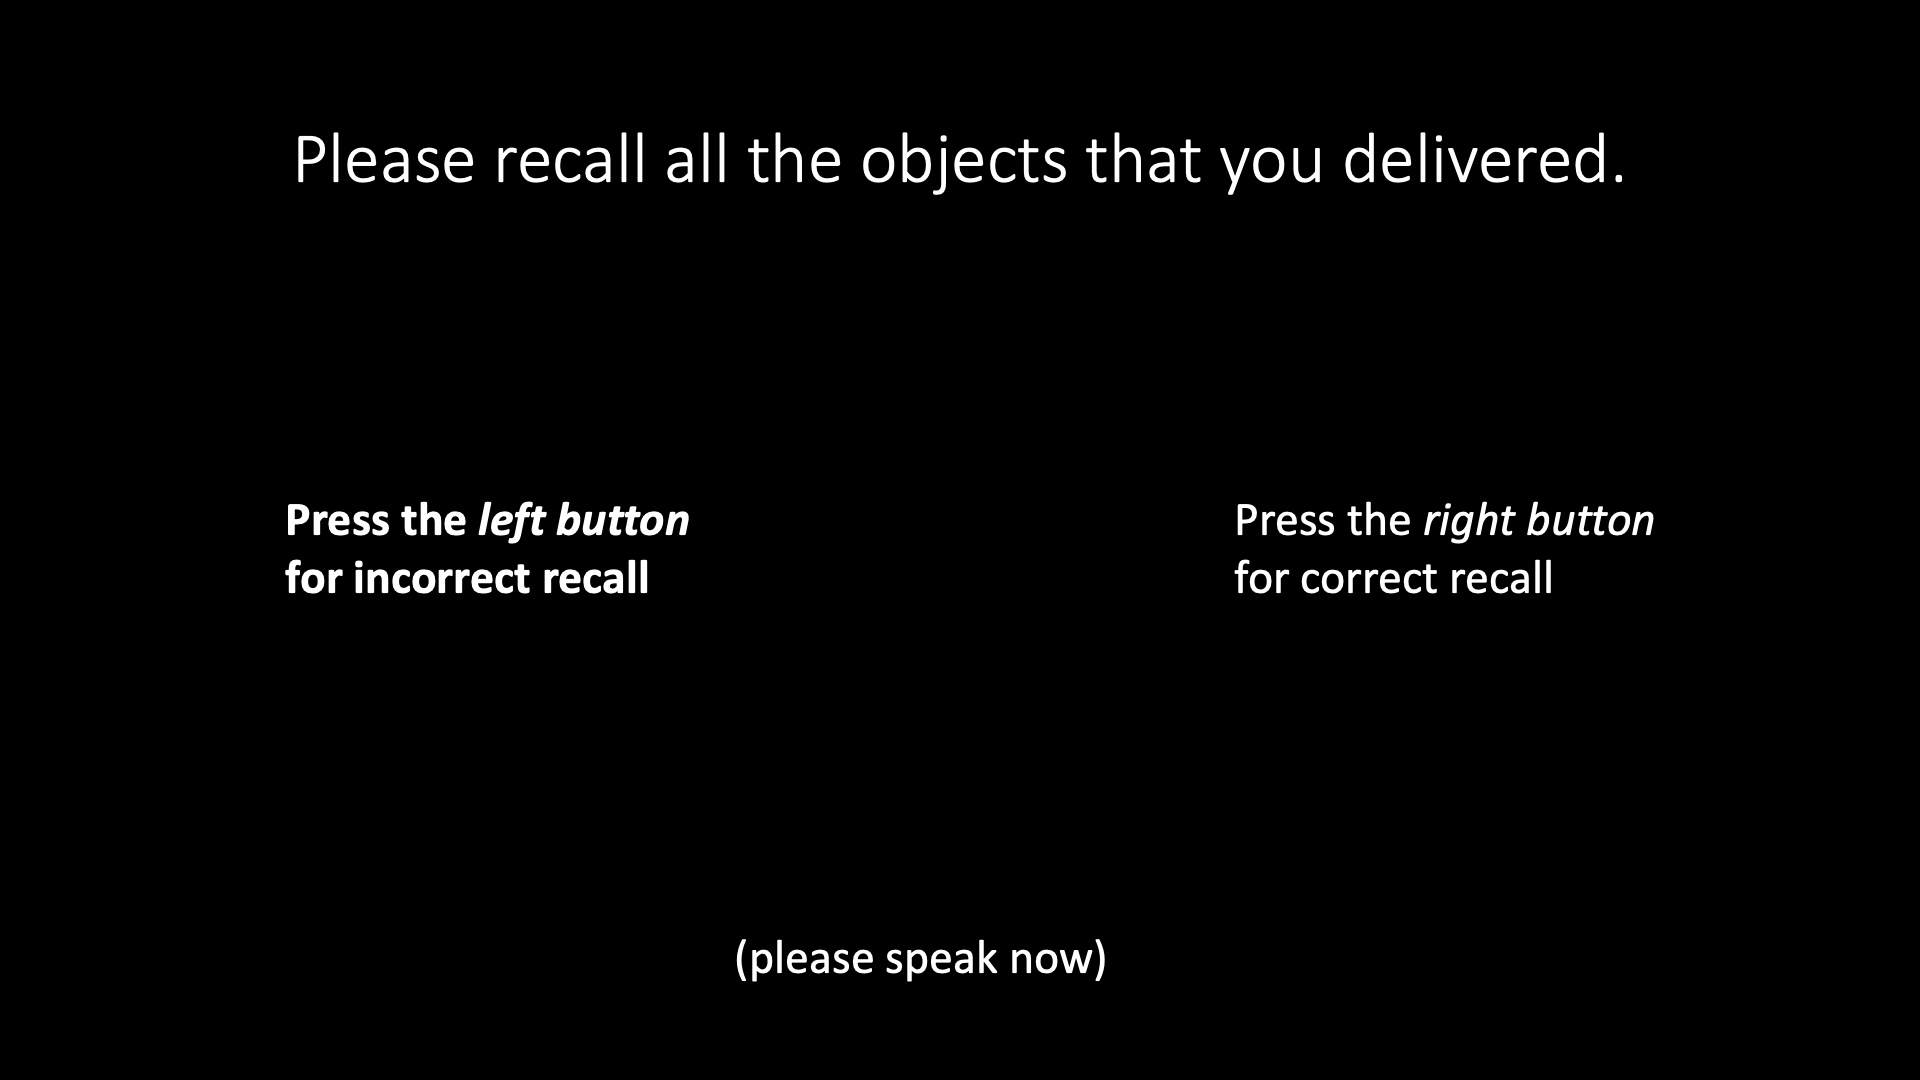 Please recall all the objects that you delivered.
Press the left button
for incorrect recall
Press the right button
for correct recall
(please speak now)